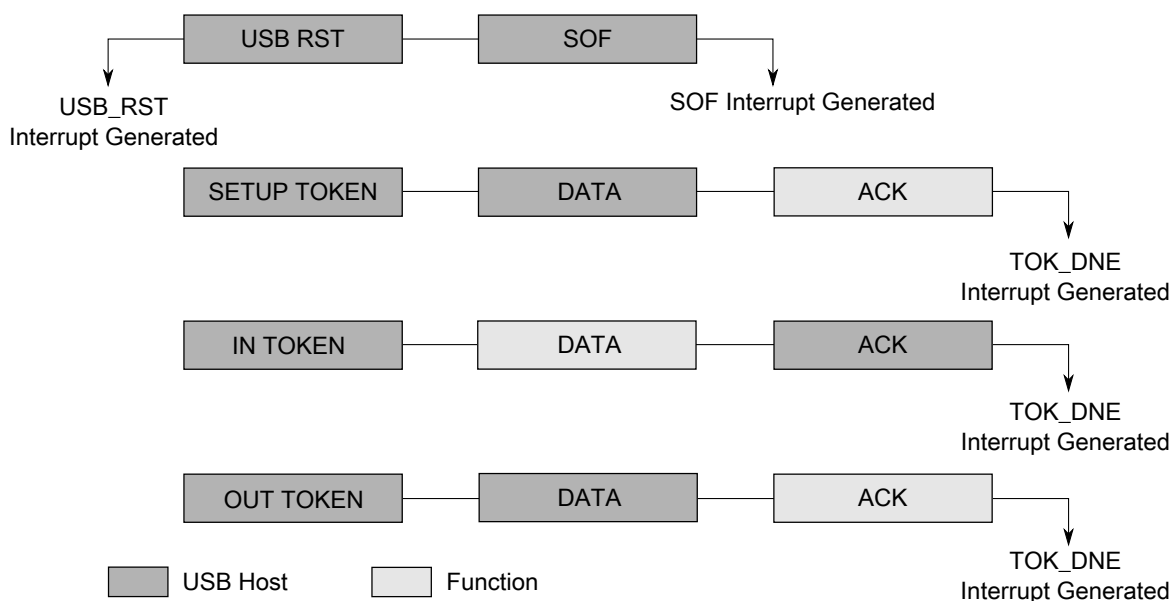 USB RST
SOF
USB_RST
Interrupt Generated
SOF Interrupt Generated
SETUP TOKEN
DATA
ACK
TOK_DNE
Interrupt Generated
IN TOKEN
DATA
ACK
TOK_DNE
Interrupt Generated
OUT TOKEN
DATA
ACK
TOK_DNE
Interrupt Generated
USB Host
Function